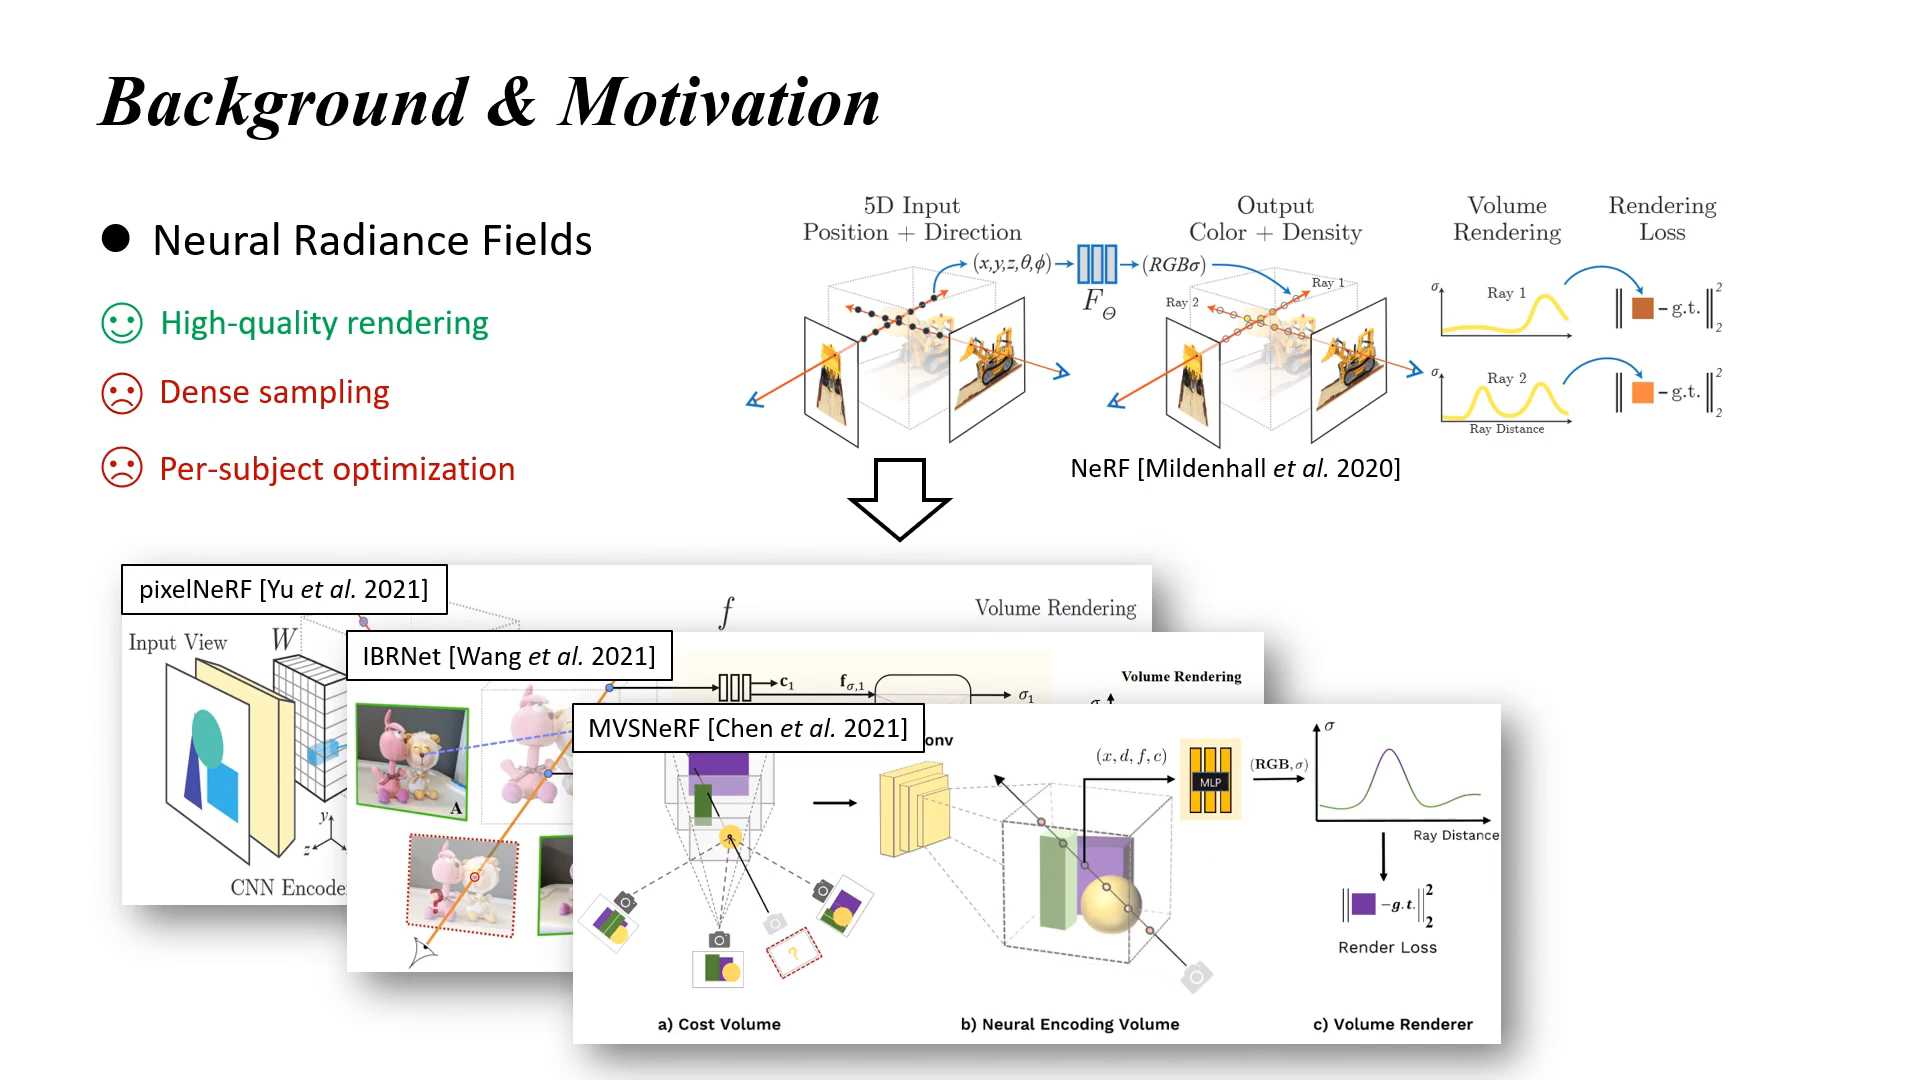 Background & Motivation
● Neural Radiance Fields
High-quality rendering
Dense sampling
Per-subject optimization
5D Input
Position + Direction
(x,y,z,θ,ϕ)
F_Θ
Output
Color + Density
(RGBσ)
Ray 1
Ray 2
Volume
Rendering
σ
Ray 1
σ
Ray 2
Ray Distance
Rendering
Loss
‖ - g.t. ‖²₂
‖ - g.t. ‖²₂
NeRF [Mildenhall et al. 2020]
pixelNeRF [Yu et al. 2021]
Input View
W
f
Volume Rendering
y
z
CNN Encode
IBRNet [Wang et al. 2021]
c₁
f_σ,₁
σ₁
Volume Rendering
σ
A
?
MVSNeRF [Chen et al. 2021]
onv
?
?
(x, d, f, c)
MLP
(RGB, σ)
σ
Ray Distance
‖ -g.t. ‖²₂
Render Loss
a) Cost Volume
b) Neural Encoding Volume
c) Volume Renderer